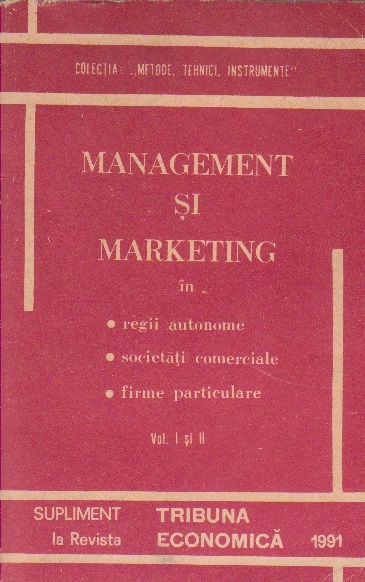 COLECȚIA: „METODE, TEHNICI, INSTRUMENTE"
MANAGEMENT
ȘI
MARKETING
în
• regii autonome
• societăți comerciale
• firme particulare
Vol. I și II
SUPLIMENT TRIBUNA
la Revista ECONOMICĂ 1991